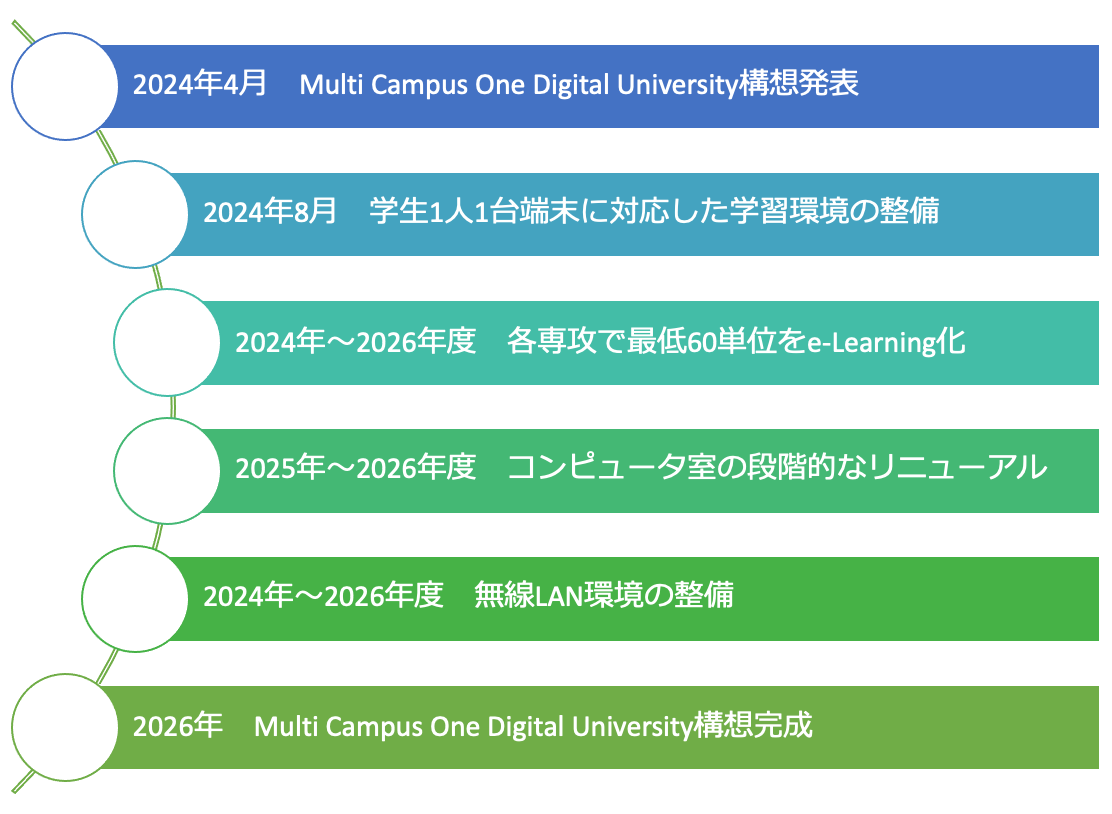 2024年4月　Multi Campus One Digital University構想発表
2024年8月　学生1人1台端末に対応した学習環境の整備
2024年～2026年度　各専攻で最低60単位をe-Learning化
2025年～2026年度　コンピュータ室の段階的なリニューアル
2024年～2026年度　無線LAN環境の整備
2026年　Multi Campus One Digital University構想完成